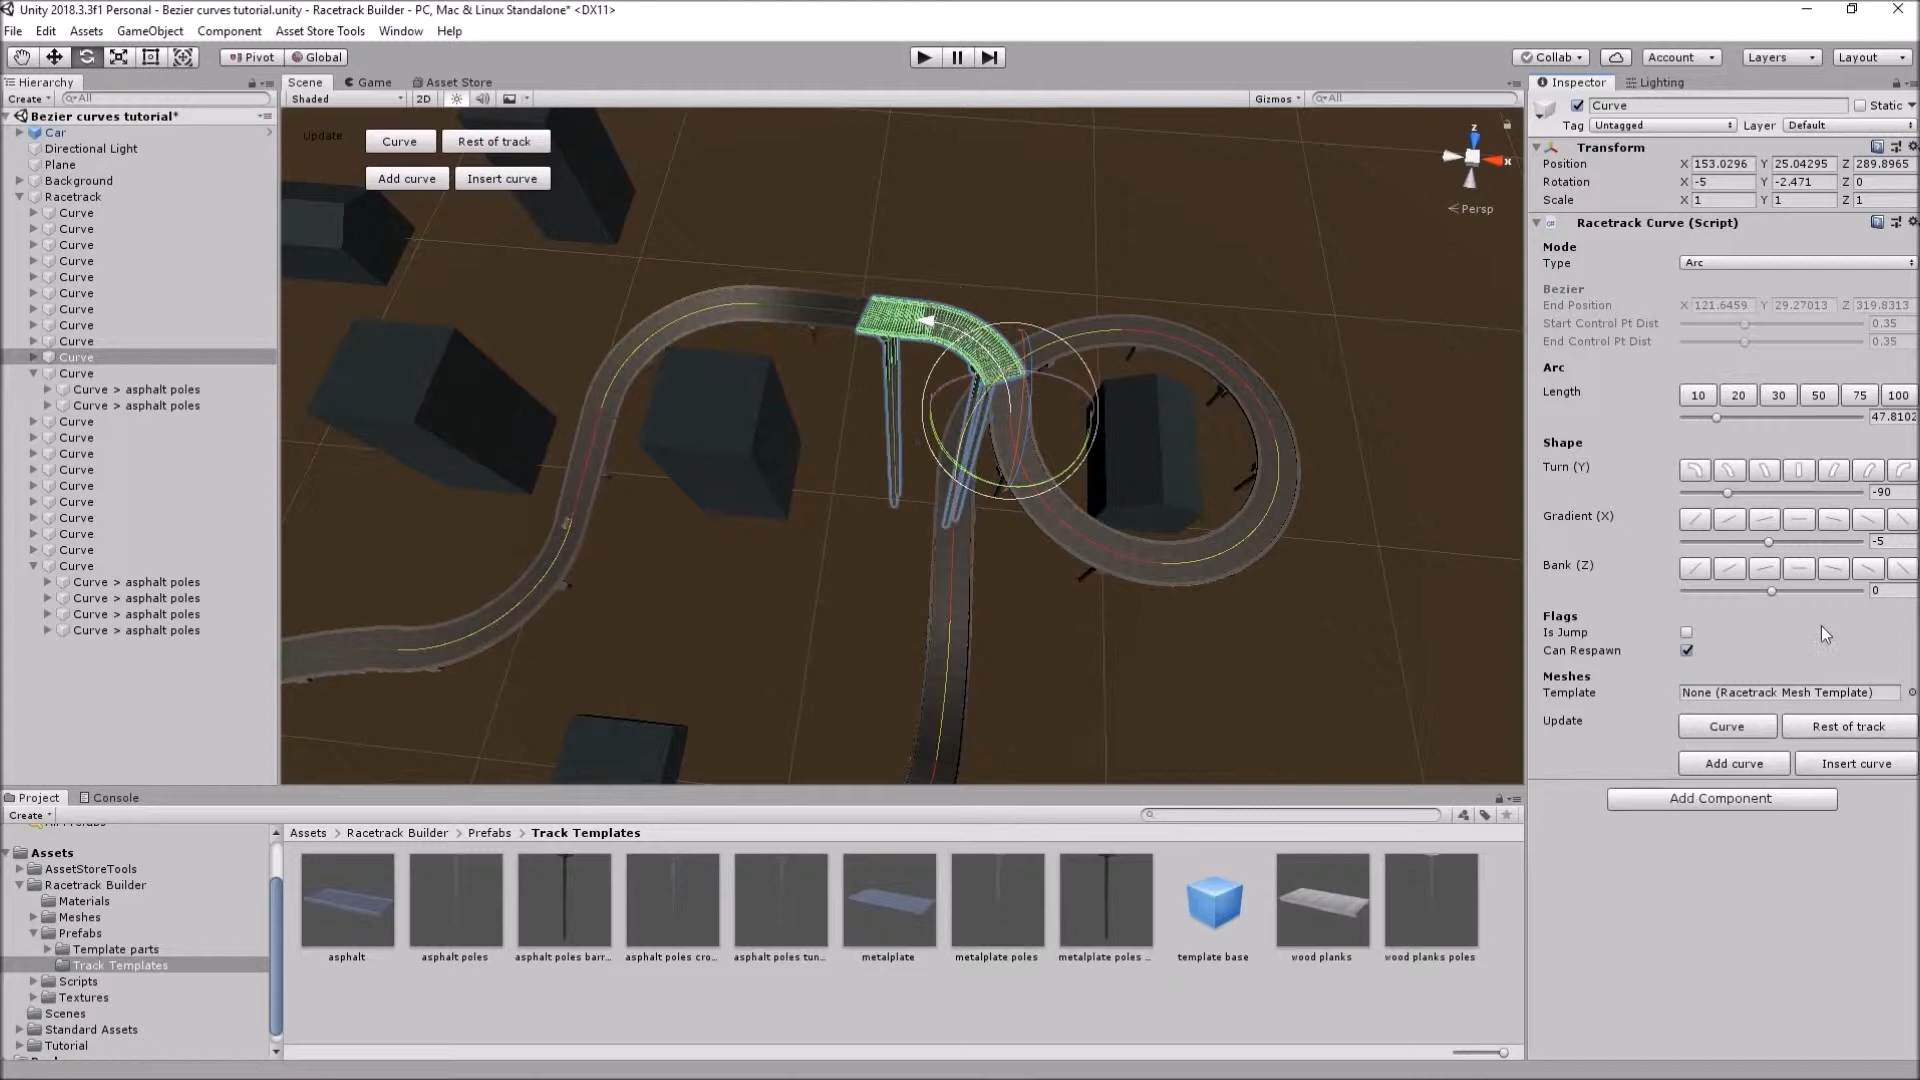 Unity 2018.3.3f1 Personal - Bezier curves tutorial.unity - Racetrack Builder - PC, Mac & Linux Standalone* <DX11>
File Edit Assets GameObject Component Asset Store Tools Window Help
Pivot Global Collab Account Layers Layout
Hierarchy
Create All
Bezier curves tutorial*
Car
Directional Light
Plane
Background
Racetrack
Curve
Curve
Curve
Curve
Curve
Curve
Curve
Curve
Curve
Curve
Curve
Curve > asphalt poles
Curve > asphalt poles
Curve
Curve
Curve
Curve
Curve
Curve
Curve
Curve
Curve
Curve
Curve > asphalt poles
Curve > asphalt poles
Curve > asphalt poles
Curve > asphalt poles
Scene Game Asset Store
Shaded 2D Gizmos All
Update Curve Rest of track
Add curve Insert curve
z
x
Persp
Inspector Lighting
Curve Static
Tag Untagged Layer Default
Transform
Position X 153.0296 Y 25.04295 Z 289.8965
Rotation X -5 Y -2.471 Z 0
Scale X 1 Y 1 Z 1
Racetrack Curve (Script)
Mode
Type Arc
Bezier
End Position X 121.6459 Y 29.27013 Z 319.8313
Start Control Pt Dist 0.35
End Control Pt Dist 0.35
Arc
Length 10 20 30 50 75 100
47.8102
Shape
Turn (Y)
-90
Gradient (X)
-5
Bank (Z)
0
Flags
Is Jump
Can Respawn
Meshes
Template None (Racetrack Mesh Template)
Update Curve Rest of track
Add curve Insert curve
Add Component
Project Console
Create
Assets
AssetStoreTools
Racetrack Builder
Materials
Meshes
Prefabs
Template parts
Track Templates
Scripts
Textures
Scenes
Standard Assets
Tutorial
Assets > Racetrack Builder > Prefabs > Track Templates
asphalt asphalt poles asphalt poles barr... asphalt poles cro... asphalt poles tun... metalplate metalplate poles metalplate poles ... template base wood planks wood planks poles